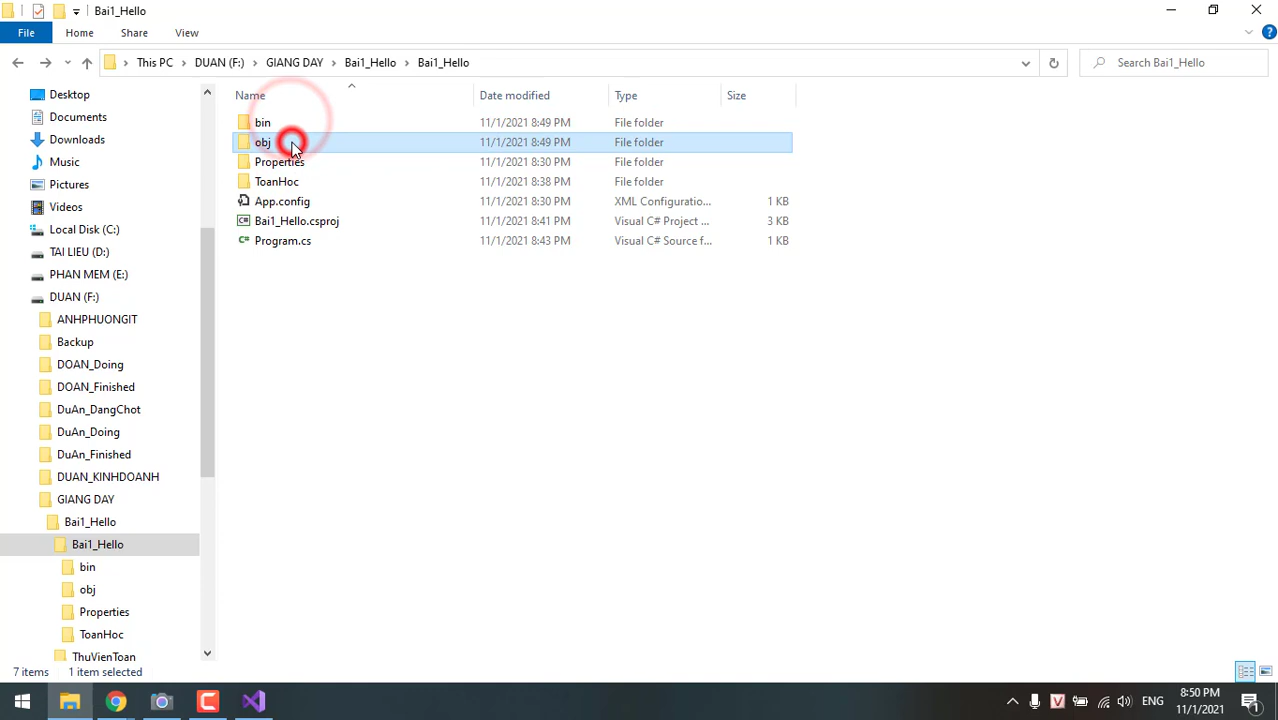 Bai1_Hello
File Home Share View
This PC DUAN (F:) GIANG DAY Bai1_Hello Bai1_Hello
Search Bai1_Hello
Name Date modified Type Size
bin 11/1/2021 8:49 PM File folder
obj 11/1/2021 8:49 PM File folder
Properties 11/1/2021 8:30 PM File folder
ToanHoc 11/1/2021 8:38 PM File folder
App.config 11/1/2021 8:30 PM XML Configuratio... 1 KB
Bai1_Hello.csproj 11/1/2021 8:41 PM Visual C# Project ... 3 KB
Program.cs 11/1/2021 8:43 PM Visual C# Source f... 1 KB
Desktop
Documents
Downloads
Music
Pictures
Videos
Local Disk (C:)
TAI LIEU (D:)
PHAN MEM (E:)
DUAN (F:)
ANHPHUONGIT
Backup
DOAN_Doing
DOAN_Finished
DuAn_DangChot
DuAn_Doing
DuAn_Finished
DUAN_KINHDOANH
GIANG DAY
Bai1_Hello
Bai1_Hello
bin
obj
Properties
ToanHoc
ThuVienToan
7 items 1 item selected
ENG
8:50 PM
11/1/2021